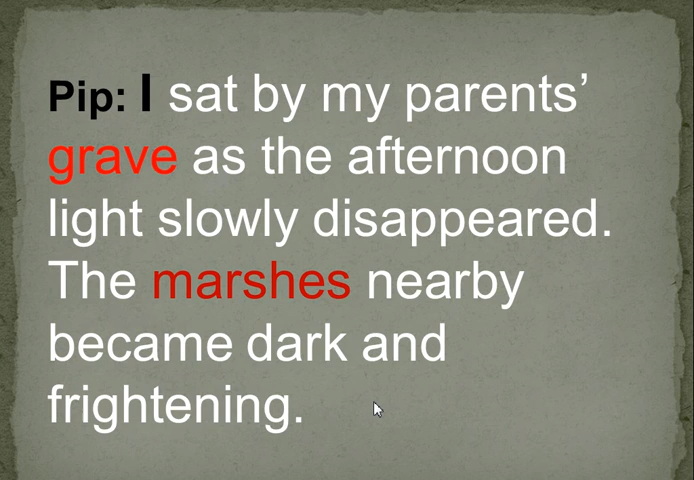 Pip: I sat by my parents’
grave as the afternoon
light slowly disappeared.
The marshes nearby
became dark and
frightening.